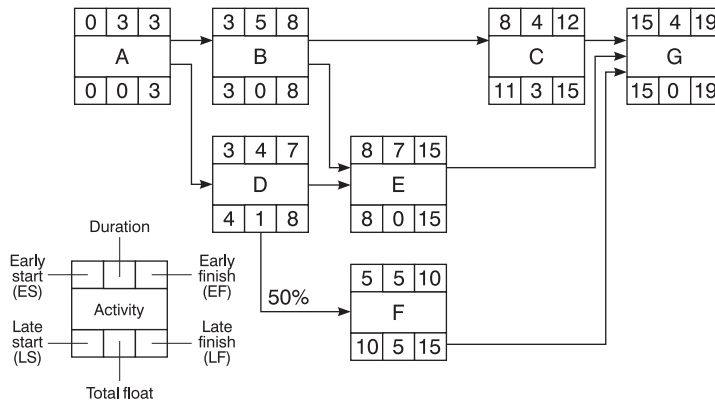 0 3 3
A
0 0 3
3 5 8
B
3 0 8
8 4 12
C
11 3 15
15 4 19
G
15 0 19
3 4 7
D
4 1 8
8 7 15
E
8 0 15
50%
5 5 10
F
10 5 15
Duration
Early
start
(ES)
Early
finish
(EF)
Activity
Late
start
(LS)
Late
finish
(LF)
Total float